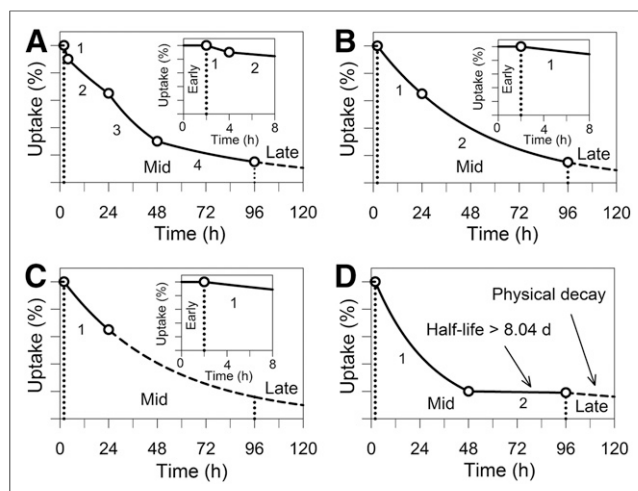 A
Uptake (%)
1
2
3
4
Mid
Late
0 24 48 72 96 120
Time (h)
Uptake (%)
Early
1
2
0 2 4 8
Time (h)
B
Uptake (%)
1
2
Mid
Late
0 24 48 72 96 120
Time (h)
Uptake (%)
Early
1
0 4 8
Time (h)
C
Uptake (%)
1
Mid
Late
0 24 48 72 96 120
Time (h)
Uptake (%)
Early
1
0 4 8
Time (h)
D
Uptake (%)
Physical decay
Half-life > 8.04 d
1
2
Mid
Late
0 24 48 72 96 120
Time (h)